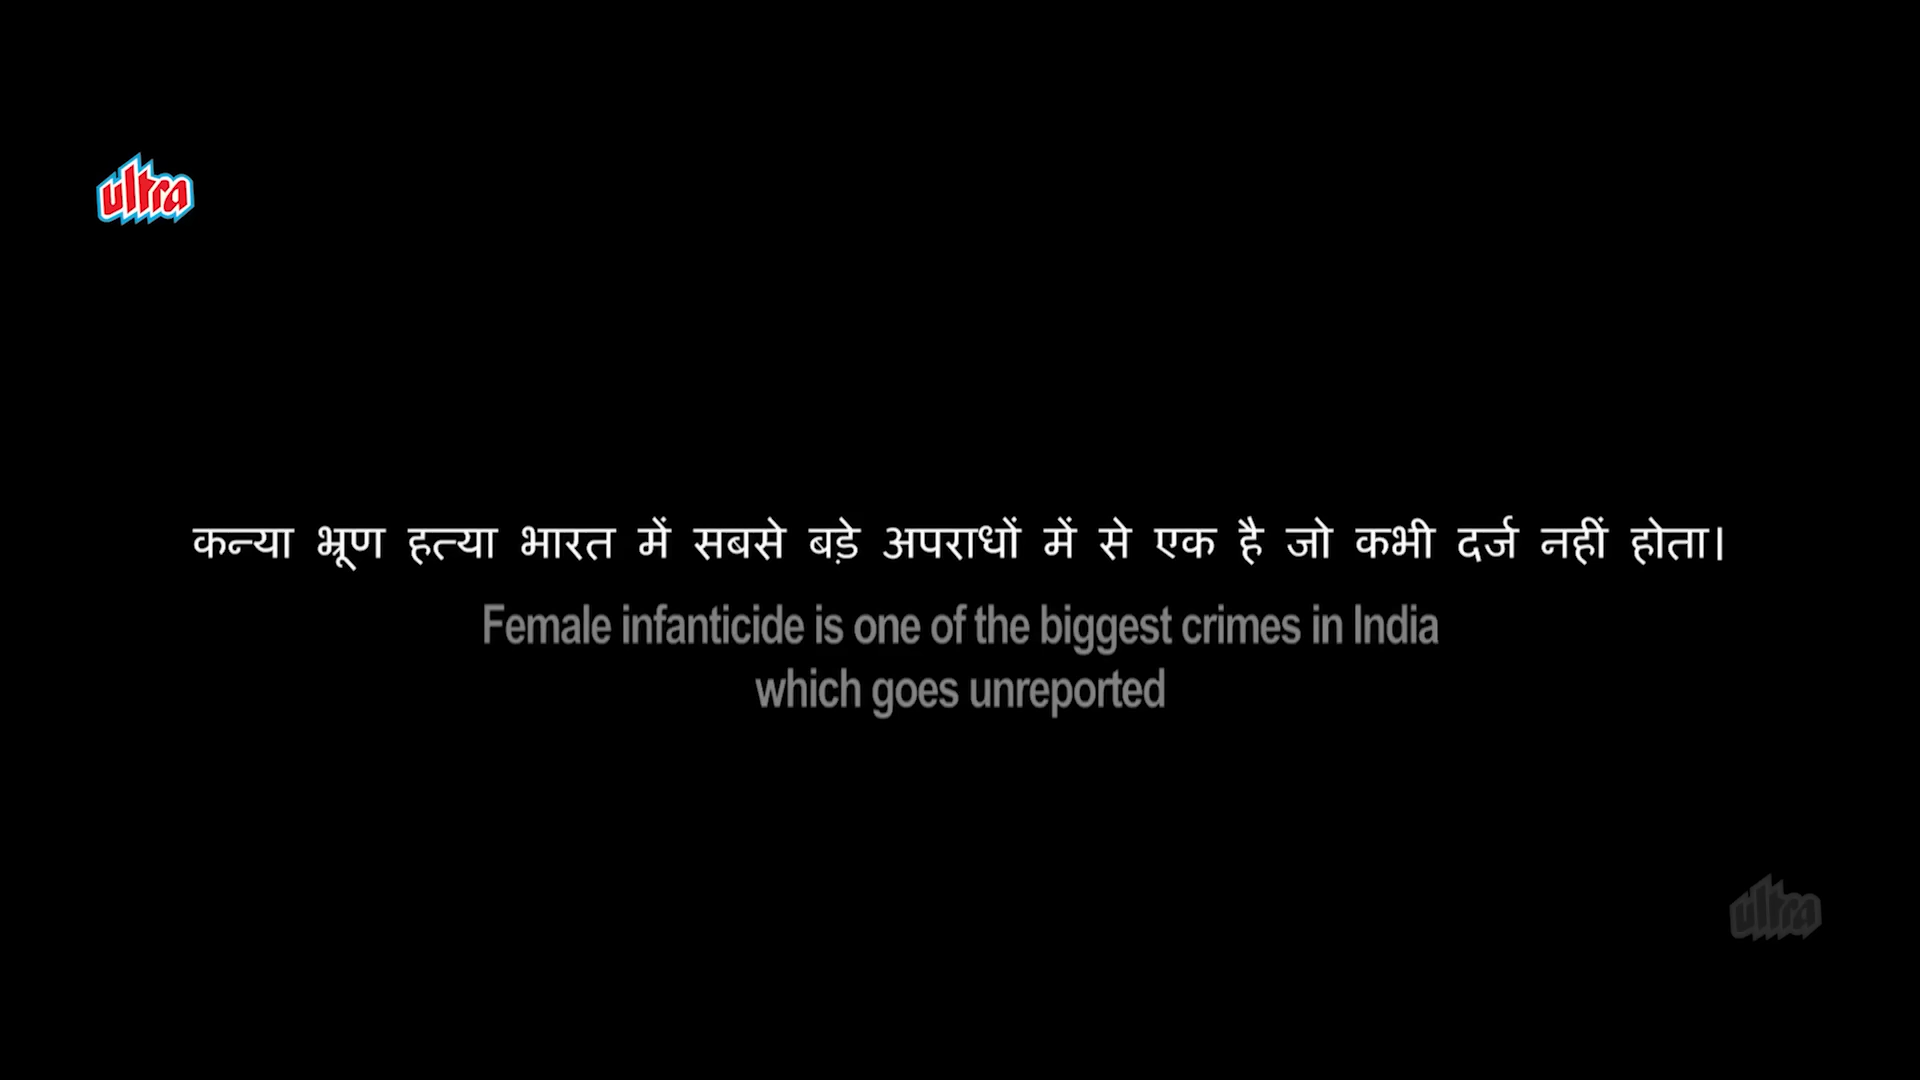 ultra
कन्या भ्रूण हत्या भारत में सबसे बड़े अपराधों में से एक है जो कभी दर्ज नहीं होता।
Female infanticide is one of the biggest crimes in India
which goes unreported
ultra